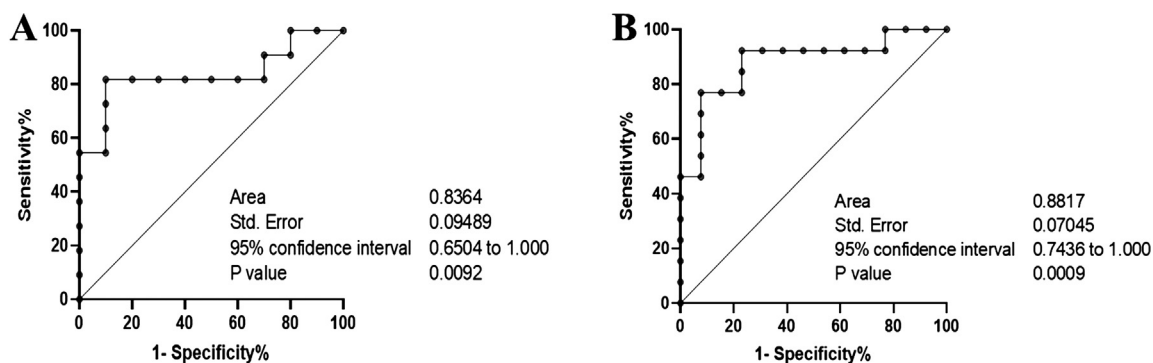 A
Sensitivity%
100
80
60
40
20
0
Area 0.8364
Std. Error 0.09489
95% confidence interval 0.6504 to 1.000
P value 0.0092
0 20 40 60 80 100
1- Specificity%
B
Sensitivity%
100
80
60
40
20
0
Area 0.8817
Std. Error 0.07045
95% confidence interval 0.7436 to 1.000
P value 0.0009
0 20 40 60 80 100
1- Specificity%